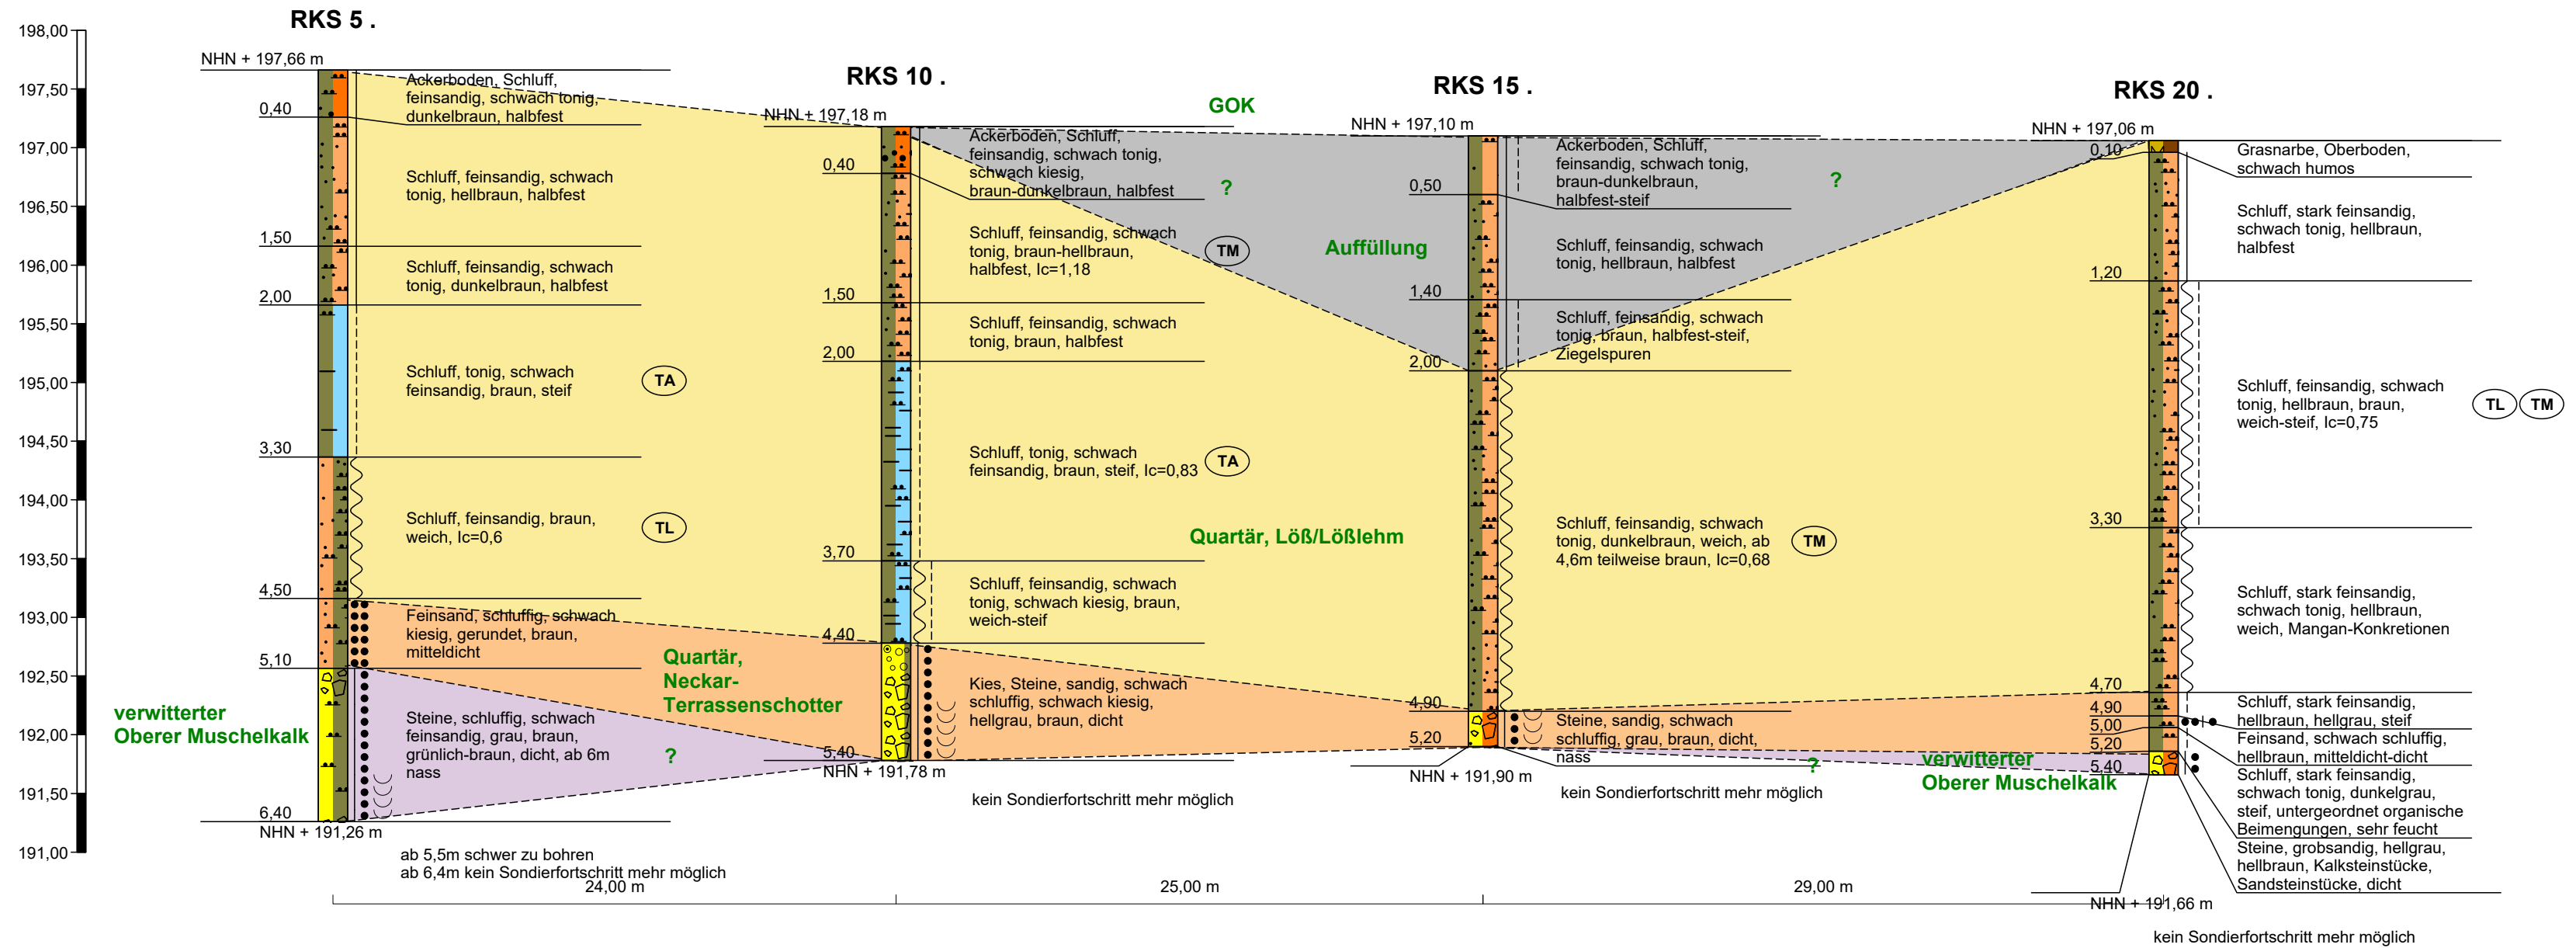 RKS 5 .
RKS 10 .
RKS 15 .
RKS 20 .
198,00
197,50
197,00
196,50
196,00
195,50
195,00
194,50
194,00
193,50
193,00
192,50
192,00
191,50
191,00
NHN + 197,66 m
0,40
Ackerboden, Schluff,
feinsandig, schwach tonig,
dunkelbraun, halbfest
1,50
Schluff, feinsandig, schwach
tonig, hellbraun, halbfest
2,00
Schluff, feinsandig, schwach
tonig, dunkelbraun, halbfest
3,30
Schluff, tonig, schwach
feinsandig, braun, steif
TA
4,50
Schluff, feinsandig, braun,
weich, Ic=0,6
TL
5,10
Feinsand, schluffig, schwach
kiesig, gerundet, braun,
mitteldicht
6,40
Steine, schluffig, schwach
feinsandig, grau, braun,
grünlich-braun, dicht, ab 6m
nass
NHN + 191,26 m
ab 5,5m schwer zu bohren
ab 6,4m kein Sondierfortschritt mehr möglich
verwitterter
Oberer Muschelkalk
?
Quartär,
Neckar-
Terrassenschotter
NHN + 197,18 m
0,40
Ackerboden, Schluff,
feinsandig, schwach tonig,
schwach kiesig,
braun-dunkelbraun, halbfest
1,50
Schluff, feinsandig, schwach
tonig, braun-hellbraun,
halbfest, Ic=1,18
TM
2,00
Schluff, feinsandig, schwach
tonig, braun, halbfest
3,70
Schluff, tonig, schwach
feinsandig, braun, steif, Ic=0,83
TA
4,40
Schluff, feinsandig, schwach
tonig, schwach kiesig, braun,
weich-steif
5,40
Kies, Steine, sandig, schwach
schluffig, schwach kiesig,
hellgrau, braun, dicht
NHN + 191,78 m
kein Sondierfortschritt mehr möglich
GOK
?
Auffüllung
Quartär, Löß/Lößlehm
NHN + 197,10 m
0,50
Ackerboden, Schluff,
feinsandig, schwach tonig,
braun-dunkelbraun,
halbfest-steif
1,40
Schluff, feinsandig, schwach
tonig, hellbraun, halbfest
2,00
Schluff, feinsandig, schwach
tonig, braun, halbfest-steif,
Ziegelspuren
4,90
Schluff, feinsandig, schwach
tonig, dunkelbraun, weich, ab
4,6m teilweise braun, Ic=0,68
TM
5,20
Steine, sandig, schwach
schluffig, grau, braun, dicht,
nass
NHN + 191,90 m
kein Sondierfortschritt mehr möglich
?
?
verwitterter
Oberer Muschelkalk
NHN + 197,06 m
0,10
Grasnarbe, Oberboden,
schwach humos
1,20
Schluff, stark feinsandig,
schwach tonig, hellbraun,
halbfest
3,30
Schluff, feinsandig, schwach
tonig, hellbraun, braun,
weich-steif, Ic=0,75
TL
TM
4,70
Schluff, stark feinsandig,
schwach tonig, hellbraun,
weich, Mangan-Konkretionen
4,90
Schluff, stark feinsandig,
hellbraun, hellgrau, steif
5,00
Feinsand, schwach schluffig,
hellbraun, mitteldicht-dicht
5,20
Schluff, stark feinsandig,
schwach tonig, dunkelgrau,
steif, untergeordnet organische
Beimengungen, sehr feucht
5,40
Steine, grobsandig, hellgrau,
hellbraun, Kalksteinstücke,
Sandsteinstücke, dicht
NHN + 191,66 m
kein Sondierfortschritt mehr möglich
24,00 m
25,00 m
29,00 m